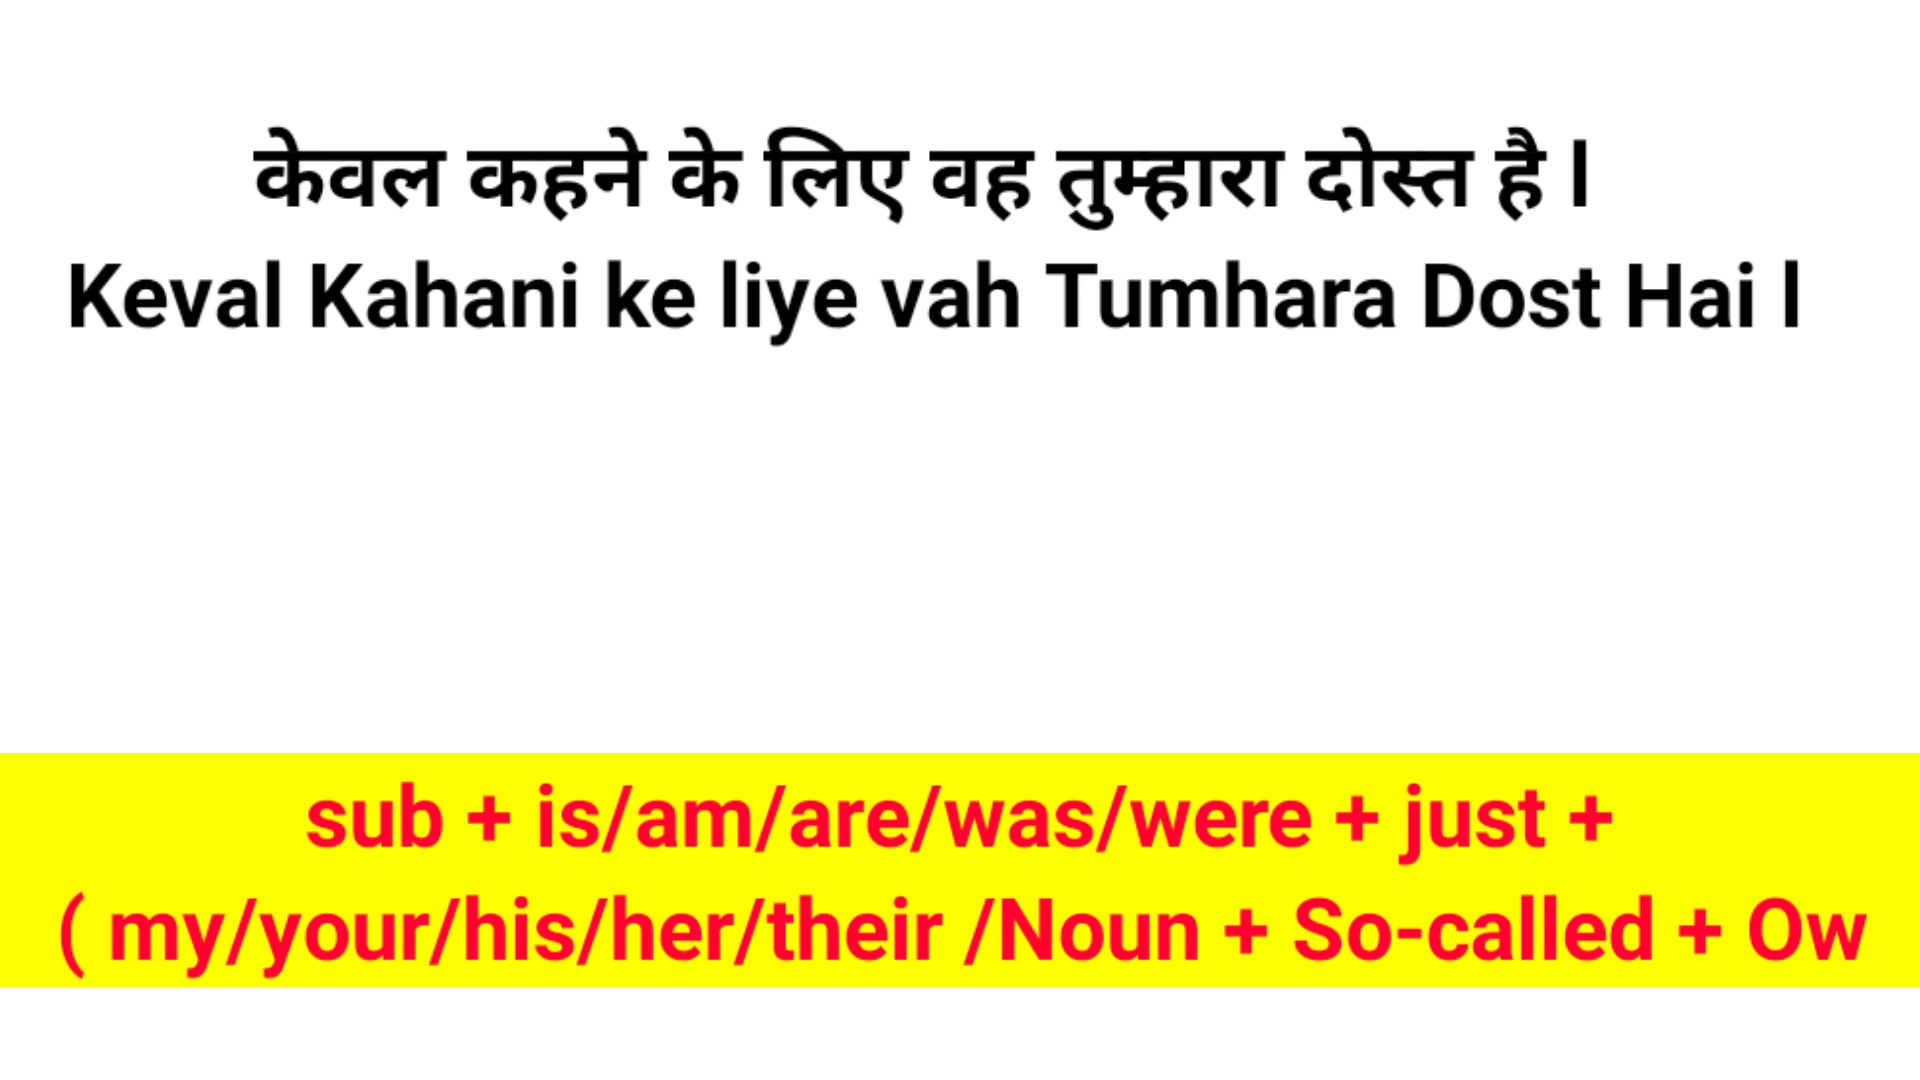 केवल कहने के लिए वह तुम्हारा दोस्त है l
Keval Kahani ke liye vah Tumhara Dost Hai l
sub + is/am/are/was/were + just +
( my/your/his/her/their /Noun + So-called + Ow